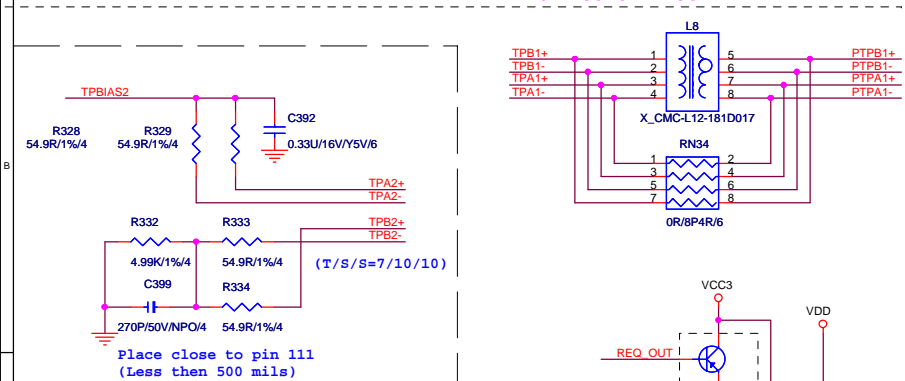 L8
TPB1+ 1 5 PTPB1+
TPB1- 2 6 PTPB1-
TPA1+ 3 7 PTPA1+
TPA1- 4 8 PTPA1-
X_CMC-L12-181D017
TPBIAS2
C392
0.33U/16V/Y5V/6
R328
54.9R/1%/4
R329
54.9R/1%/4
RN34
1 2
3 4
5 6
7 8
0R/8P4R/6
B
TPA2+
TPA2-
TPB2+
TPB2-
R332
4.99K/1%/4
R333
54.9R/1%/4
(T/S/S=7/10/10)
C399
270P/50V/NPO/4
R334
54.9R/1%/4
Place close to pin 111
(Less then 500 mils)
VCC3
VDD
REQ_OUT